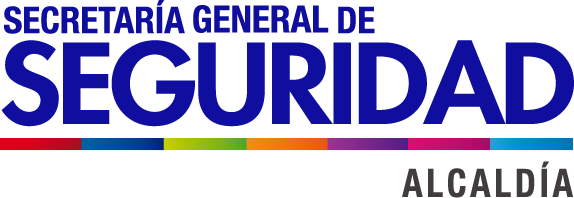 SECRETARÍA GENERAL DE
SEGURIDAD
ALCALDÍA